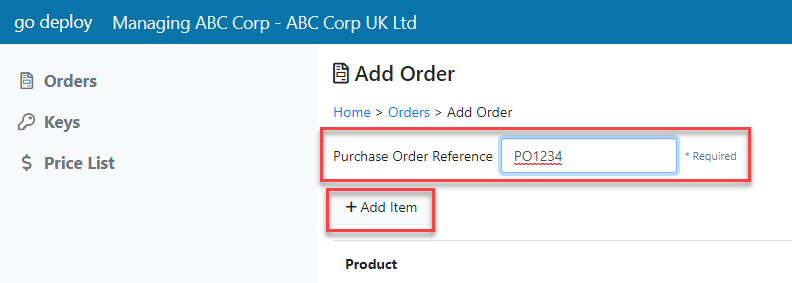 go deploy Managing ABC Corp - ABC Corp UK Ltd
Orders
Keys
Price List
Add Order
Home > Orders > Add Order
Purchase Order Reference PO1234 * Required
+ Add Item
Product